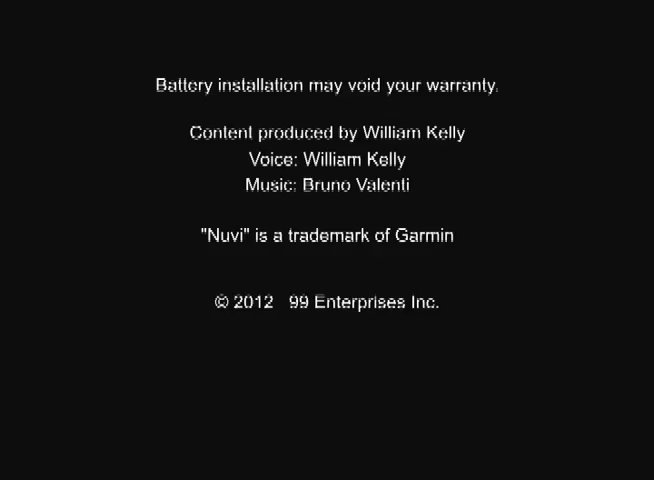 Battery installation may void your warranty.
Content produced by William Kelly
Voice: William Kelly
Music: Bruno Valenti
"Nuvi" is a trademark of Garmin
© 2012 99 Enterprises Inc.